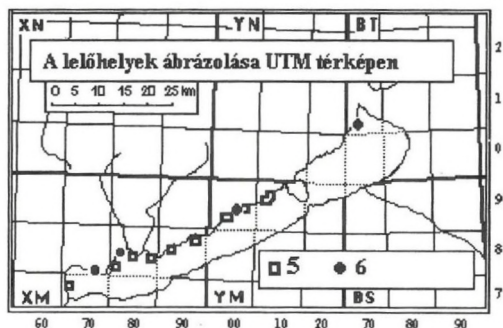 XN YN BT
A lelőhelyek ábrázolása UTM térképen
0 5 10 15 20 25 km
2
1
0
9
8
7
5 6
XM YM BS
60 70 80 90 00 10 20 80 90